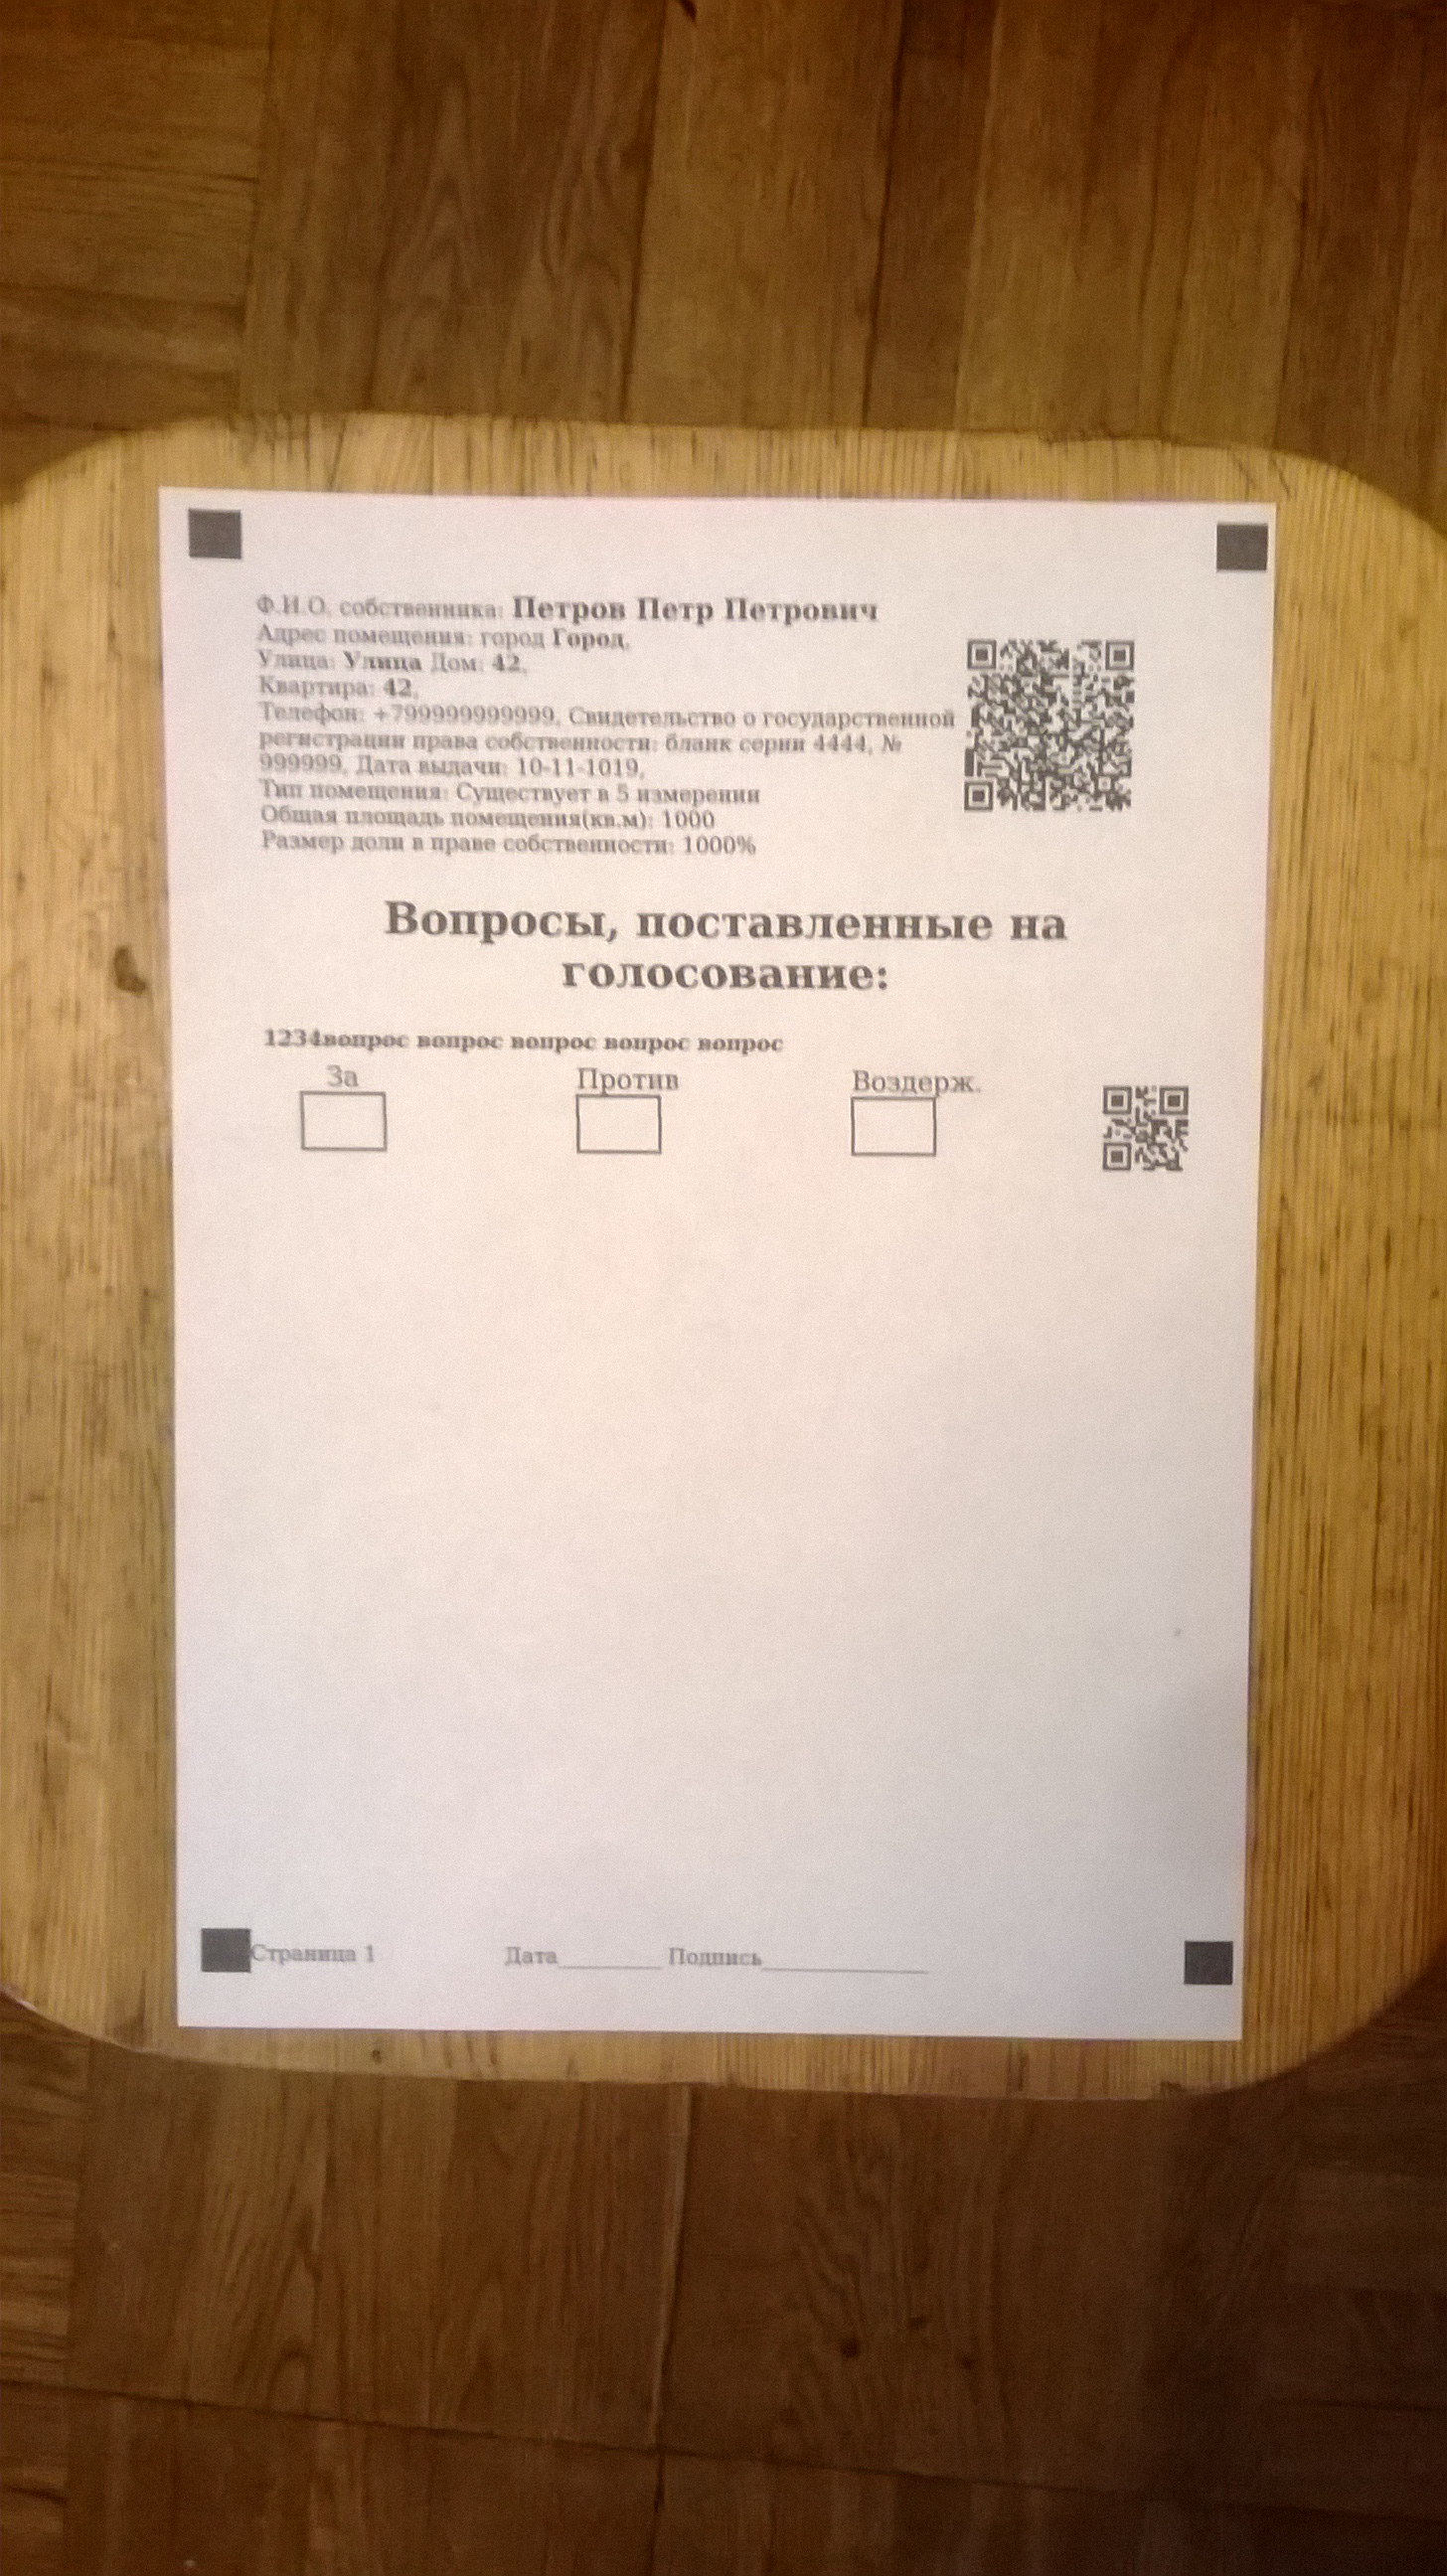 Ф.И.О. собственника: Петров Петр Петрович
Адрес помещения: город Город,
Улица: Улица Дом: 42,
Квартира: 42,
Телефон: +799999999999, Свидетельство о государственной
регистрации права собственности: бланк серии 4444, №
999999, Дата выдачи: 10-11-1019,
Тип помещения: Существует в 5 измерении
Общая площадь помещения(кв.м): 1000
Размер доли в праве собственности: 1000%
Вопросы, поставленные на
голосование:
1234вопрос вопрос вопрос вопрос вопрос
За Против Воздерж.
Страница 1 Дата________ Подпись_____________